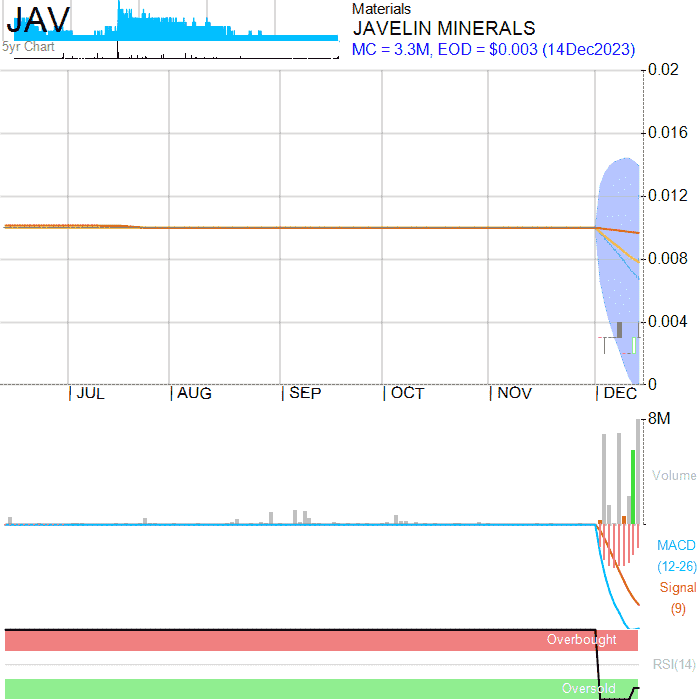 JAV
5yr Chart
Materials
JAVELIN MINERALS
MC = 3.3M, EOD = $0.003 (14Dec2023)
0.02
0.016
0.012
0.008
0.004
0
JUL AUG SEP OCT NOV DEC
8M
Volume
MACD
(12-26)
Signal
(9)
Overbought
RSI(14)
Oversold